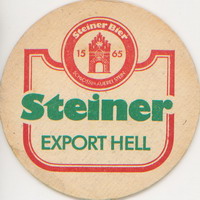 Steiner Bier
15 65
Steiner
EXPORT HELL